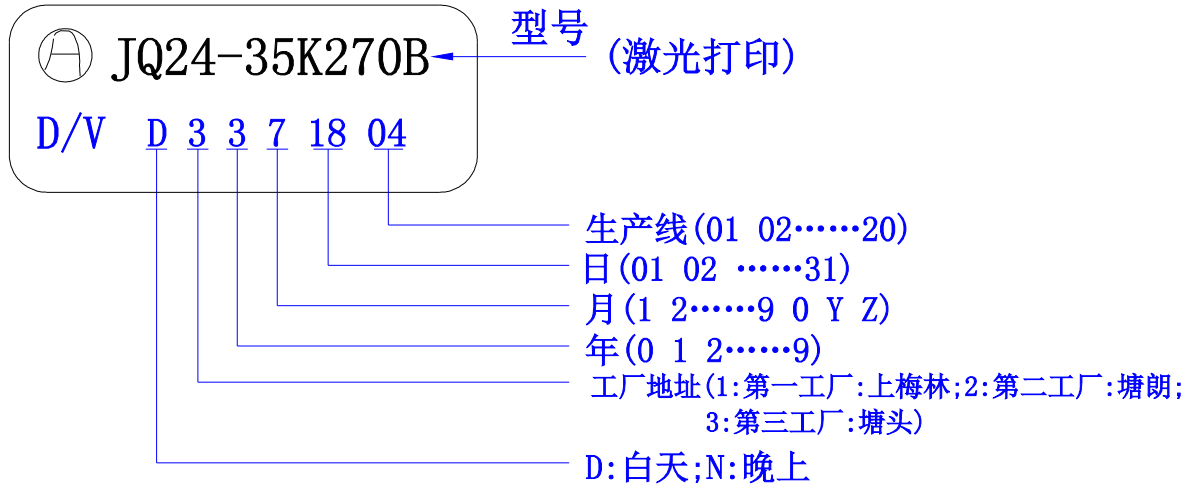 型号
JQ24-35K270B
(激光打印)
D/V D 3 3 7 18 04
生产线(01 02……20)
日(01 02 ……31)
月(1 2……9 0 Y Z)
年(0 1 2……9)
工厂地址(1:第一工厂:上梅林;2:第二工厂:塘朗;
3:第三工厂:塘头)
D:白天;N:晚上